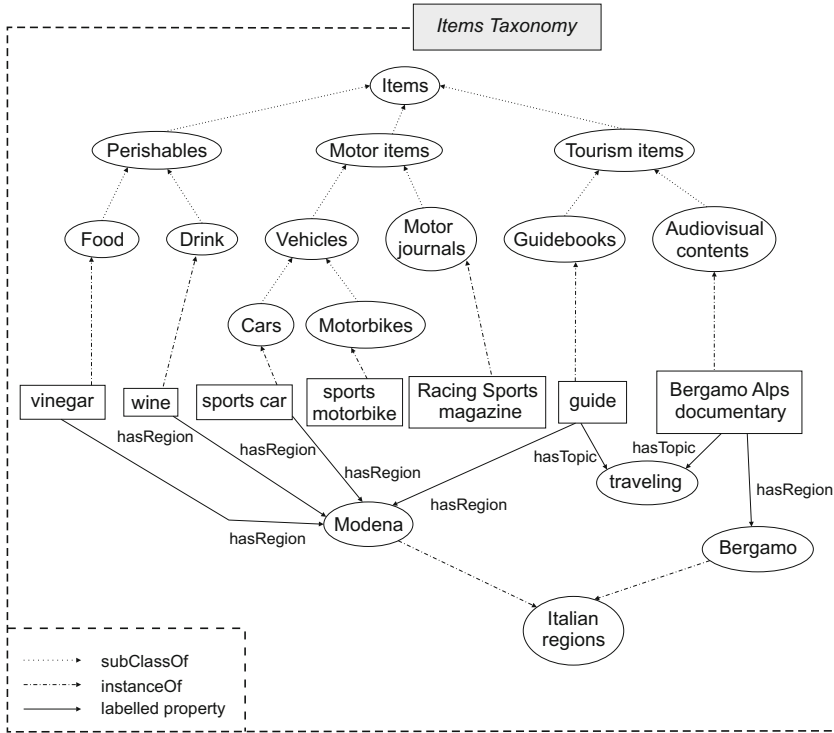 Items Taxonomy
Items
Perishables
Motor items
Tourism items
Food
Drink
Vehicles
Motor
journals
Guidebooks
Audiovisual
contents
Cars
Motorbikes
vinegar
wine
sports car
sports
motorbike
Racing Sports
magazine
guide
Bergamo Alps
documentary
hasRegion
hasRegion
hasRegion
hasRegion
hasRegion
hasTopic
hasTopic
hasRegion
traveling
Modena
Bergamo
Italian
regions
subClassOf
instanceOf
labelled property